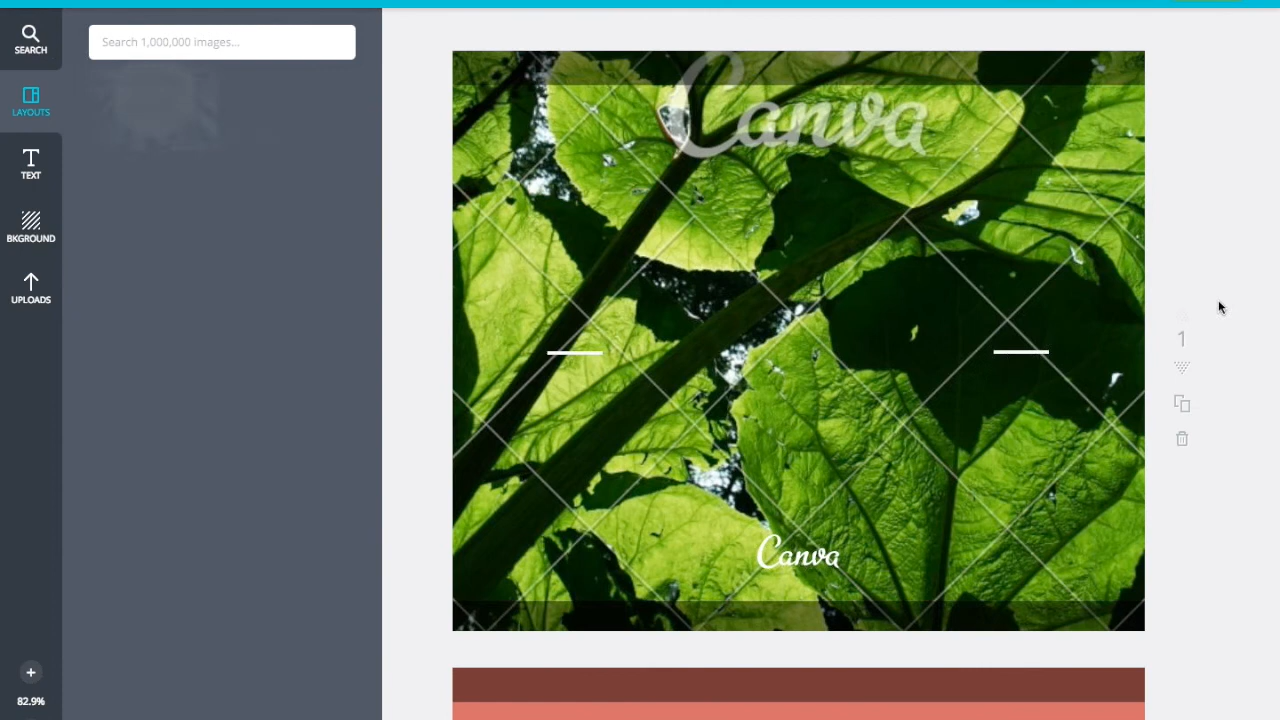 SEARCH
Search 1,000,000 images...
LAYOUTS
TEXT
BKGROUND
UPLOADS
82.9%
Canva
Canva
1